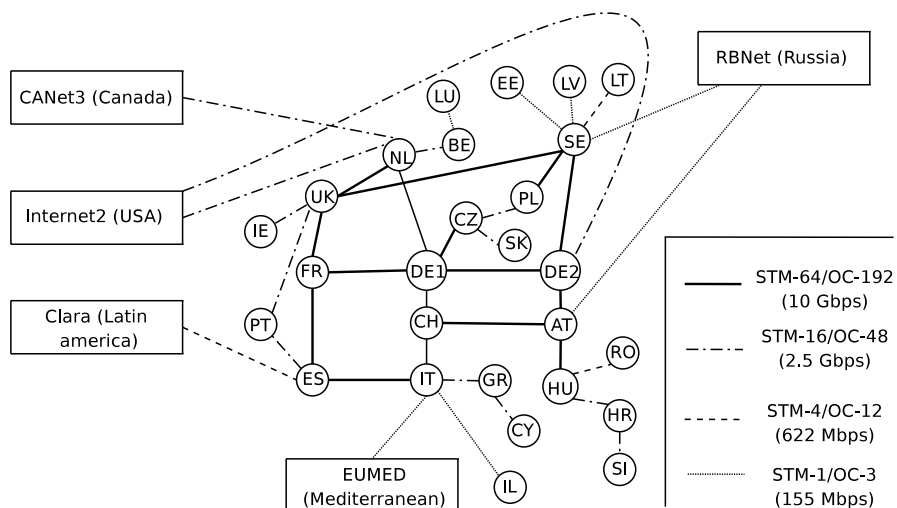 RBNet (Russia)
CANet3 (Canada)
EE
LV
LT
LU
BE
SE
NL
UK
PL
Internet2 (USA)
IE
CZ
SK
FR
DE1
DE2
STM-64/OC-192
(10 Gbps)
Clara (Latin
america)
PT
CH
AT
STM-16/OC-48
(2.5 Gbps)
RO
ES
IT
GR
HU
CY
HR
STM-4/OC-12
(622 Mbps)
EUMED
(Mediterranean)
IL
SI
STM-1/OC-3
(155 Mbps)